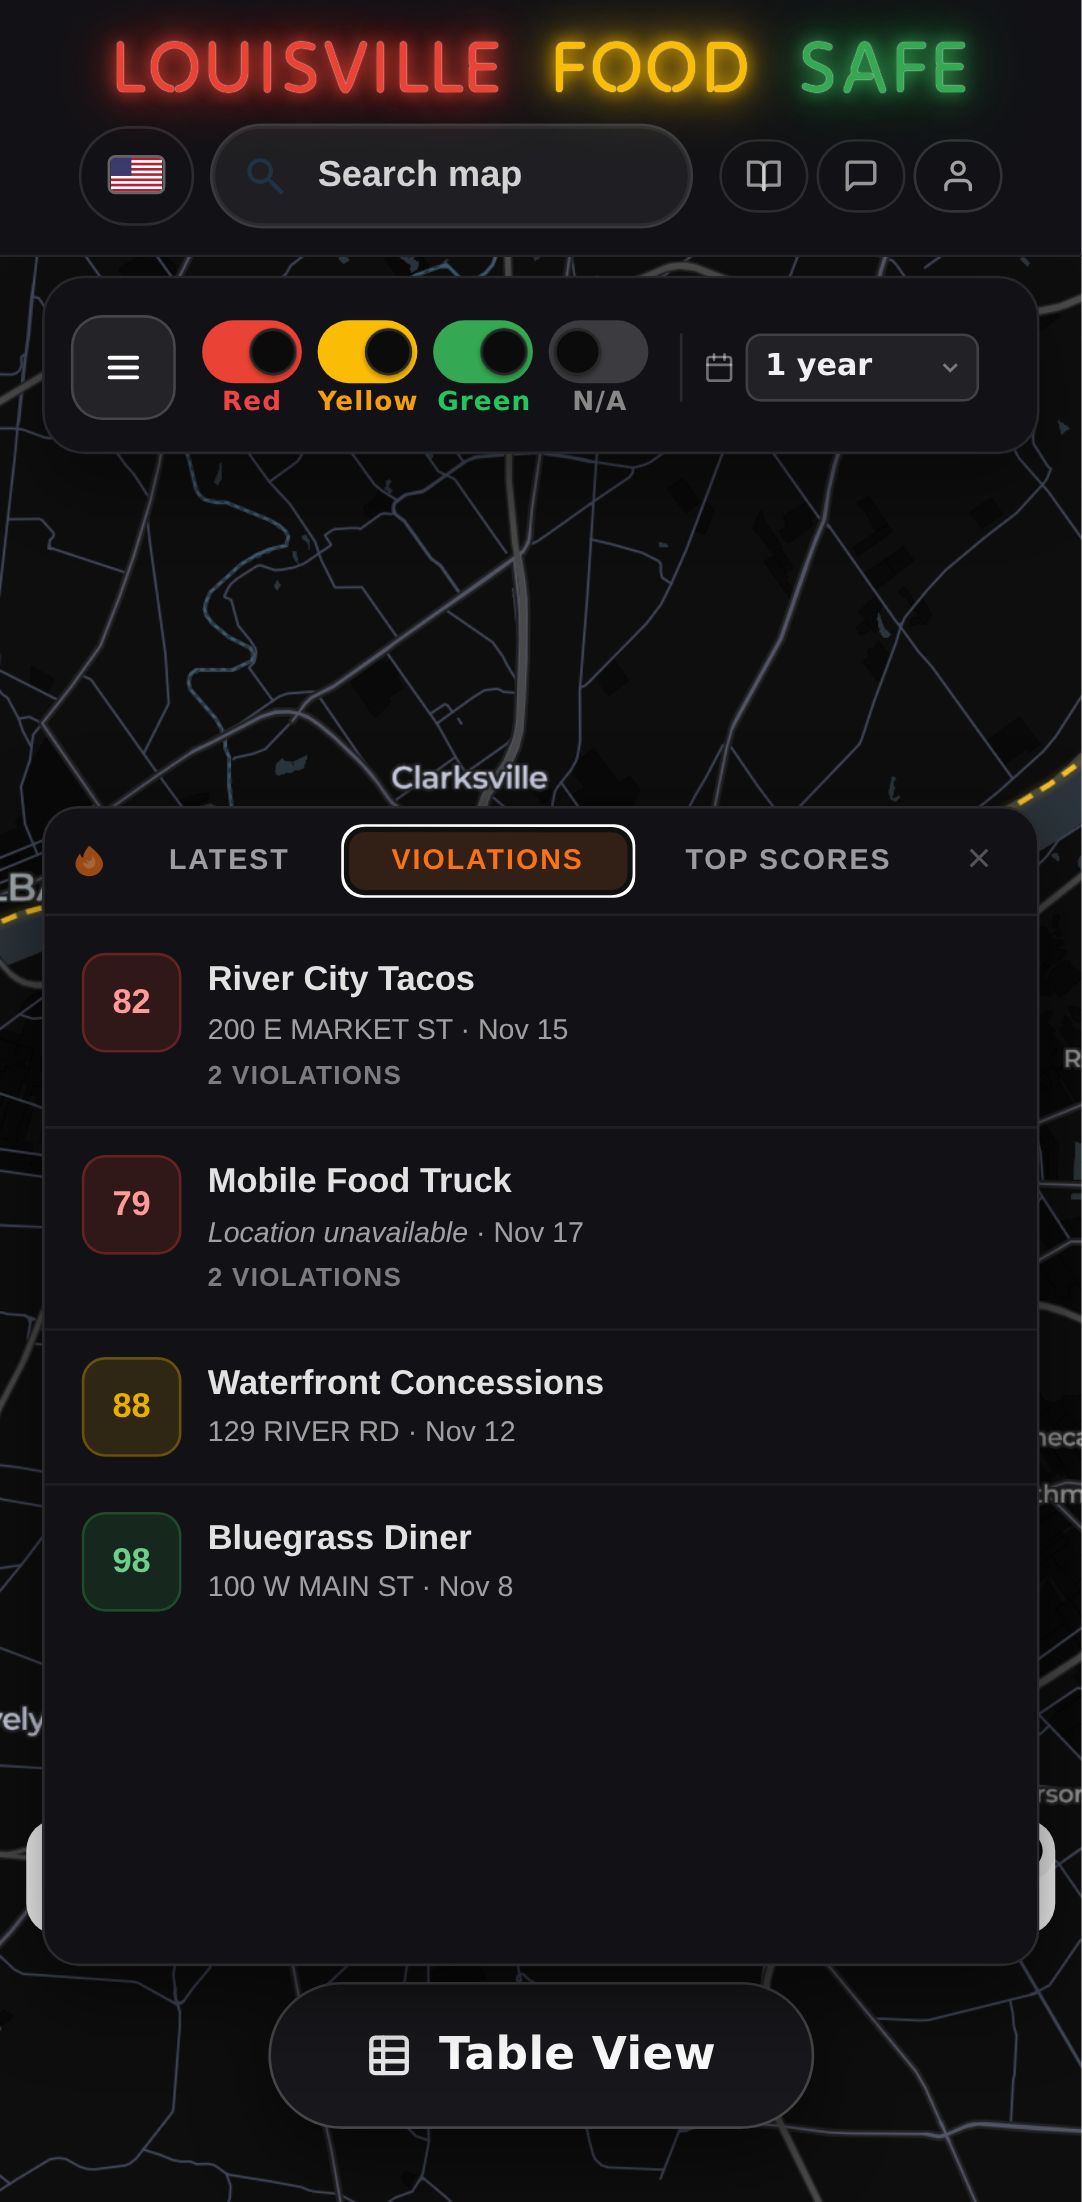 LOUISVILLE FOOD SAFE
Search map
Red Yellow Green N/A
1 year
Clarksville
LATEST VIOLATIONS TOP SCORES
82
River City Tacos
200 E MARKET ST · Nov 15
2 VIOLATIONS
79
Mobile Food Truck
Location unavailable · Nov 17
2 VIOLATIONS
88
Waterfront Concessions
129 RIVER RD · Nov 12
98
Bluegrass Diner
100 W MAIN ST · Nov 8
Table View